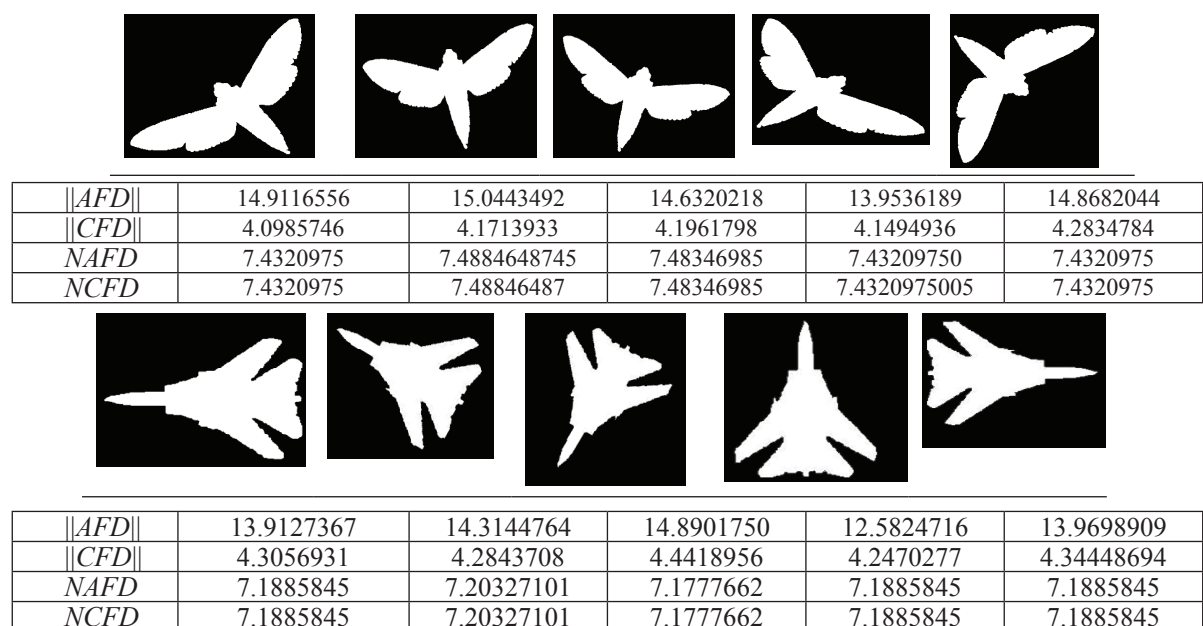 ||AFD|| 14.9116556 15.0443492 14.6320218 13.9536189 14.8682044
||CFD|| 4.0985746 4.1713933 4.1961798 4.1494936 4.2834784
NAFD 7.4320975 7.4884648745 7.48346985 7.43209750 7.4320975
NCFD 7.4320975 7.48846487 7.48346985 7.4320975005 7.4320975
||AFD|| 13.9127367 14.3144764 14.8901750 12.5824716 13.9698909
||CFD|| 4.3056931 4.2843708 4.4418956 4.2470277 4.34448694
NAFD 7.1885845 7.20327101 7.1777662 7.1885845 7.1885845
NCFD 7.1885845 7.20327101 7.1777662 7.1885845 7.1885845